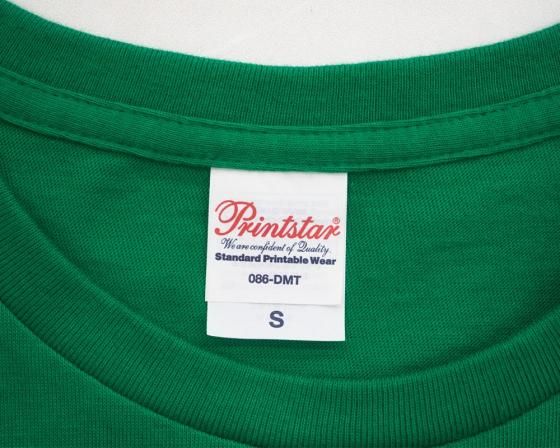 Printstar®
We are confident of Quality.
Standard Printable Wear
086-DMT
S